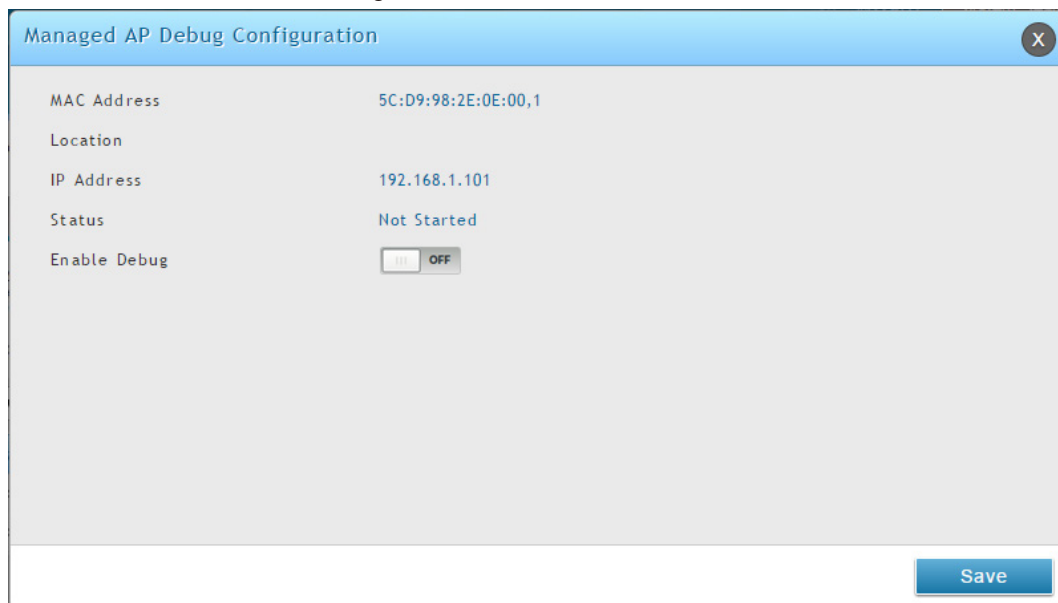 Managed AP Debug Configuration
X
MAC Address 5C:D9:98:2E:0E:00,1
Location
IP Address 192.168.1.101
Status Not Started
Enable Debug OFF
Save